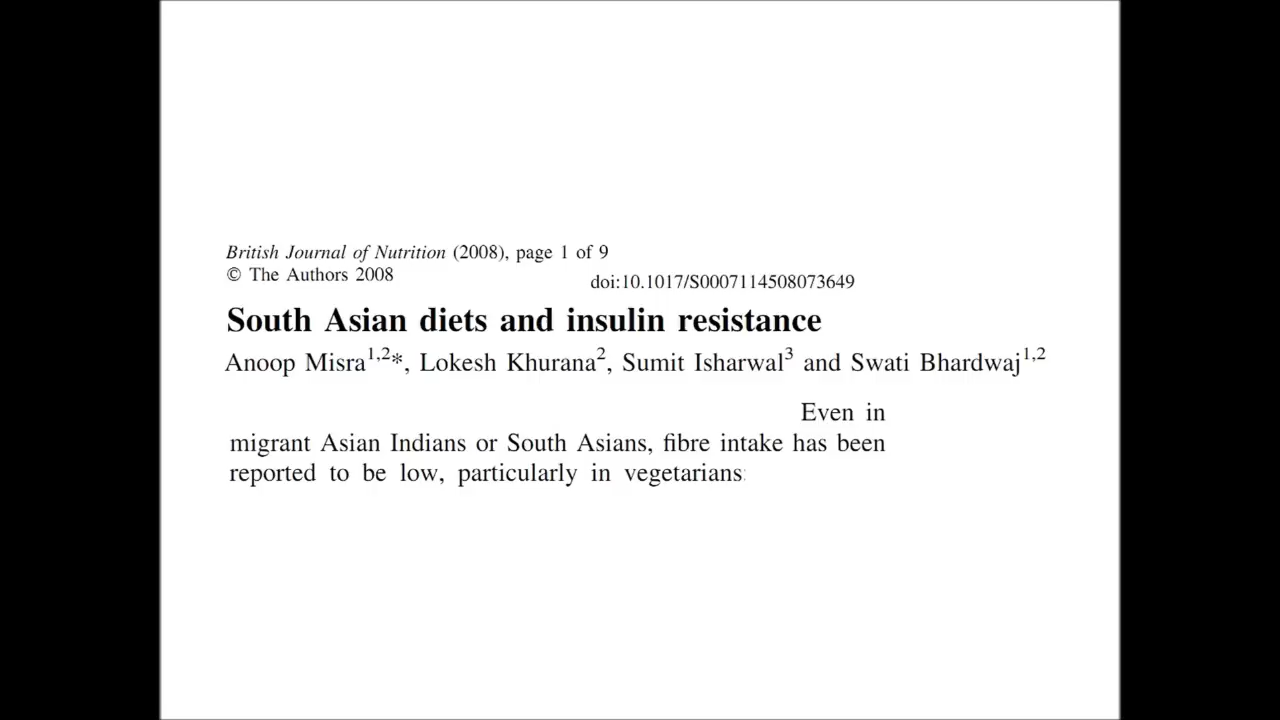 British Journal of Nutrition (2008), page 1 of 9
© The Authors 2008
doi:10.1017/S0007114508073649
South Asian diets and insulin resistance
Anoop Misra1,2*, Lokesh Khurana2, Sumit Isharwal3 and Swati Bhardwaj1,2
Even in
migrant Asian Indians or South Asians, fibre intake has been
reported to be low, particularly in vegetarians